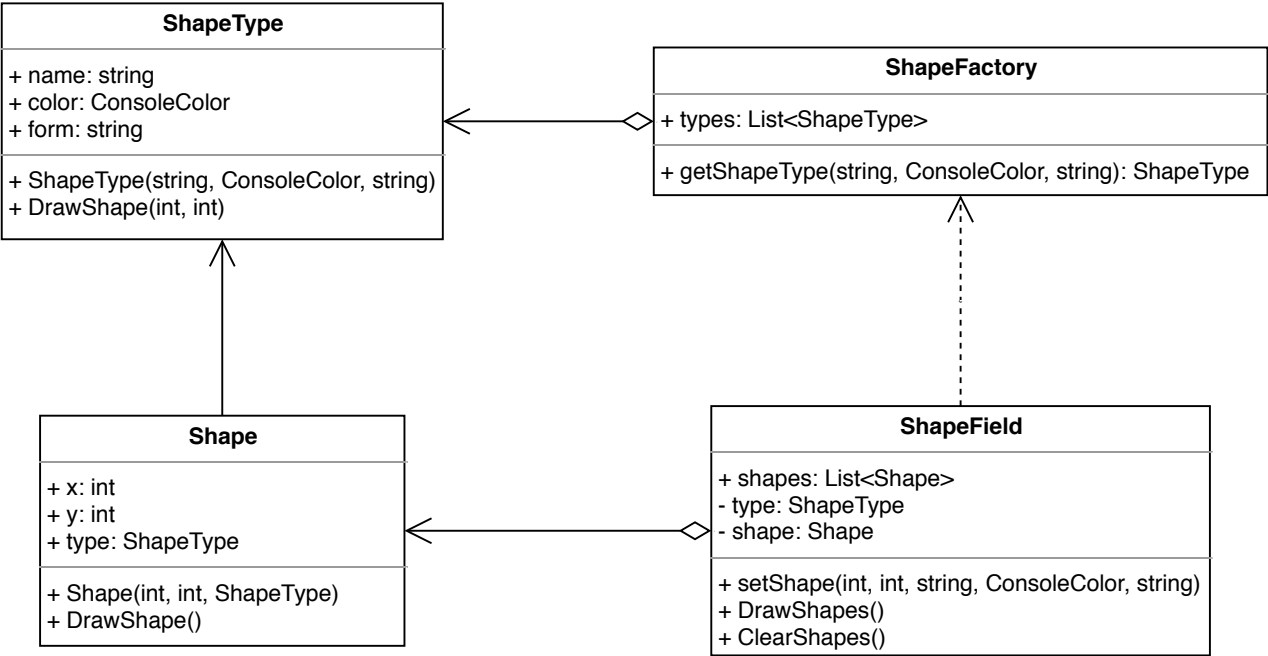 ShapeType
+ name: string
+ color: ConsoleColor
+ form: string
+ ShapeType(string, ConsoleColor, string)
+ DrawShape(int, int)
ShapeFactory
+ types: List<ShapeType>
+ getShapeType(string, ConsoleColor, string): ShapeType
Shape
+ x: int
+ y: int
+ type: ShapeType
+ Shape(int, int, ShapeType)
+ DrawShape()
ShapeField
+ shapes: List<Shape>
- type: ShapeType
- shape: Shape
+ setShape(int, int, string, ConsoleColor, string)
+ DrawShapes()
+ ClearShapes()